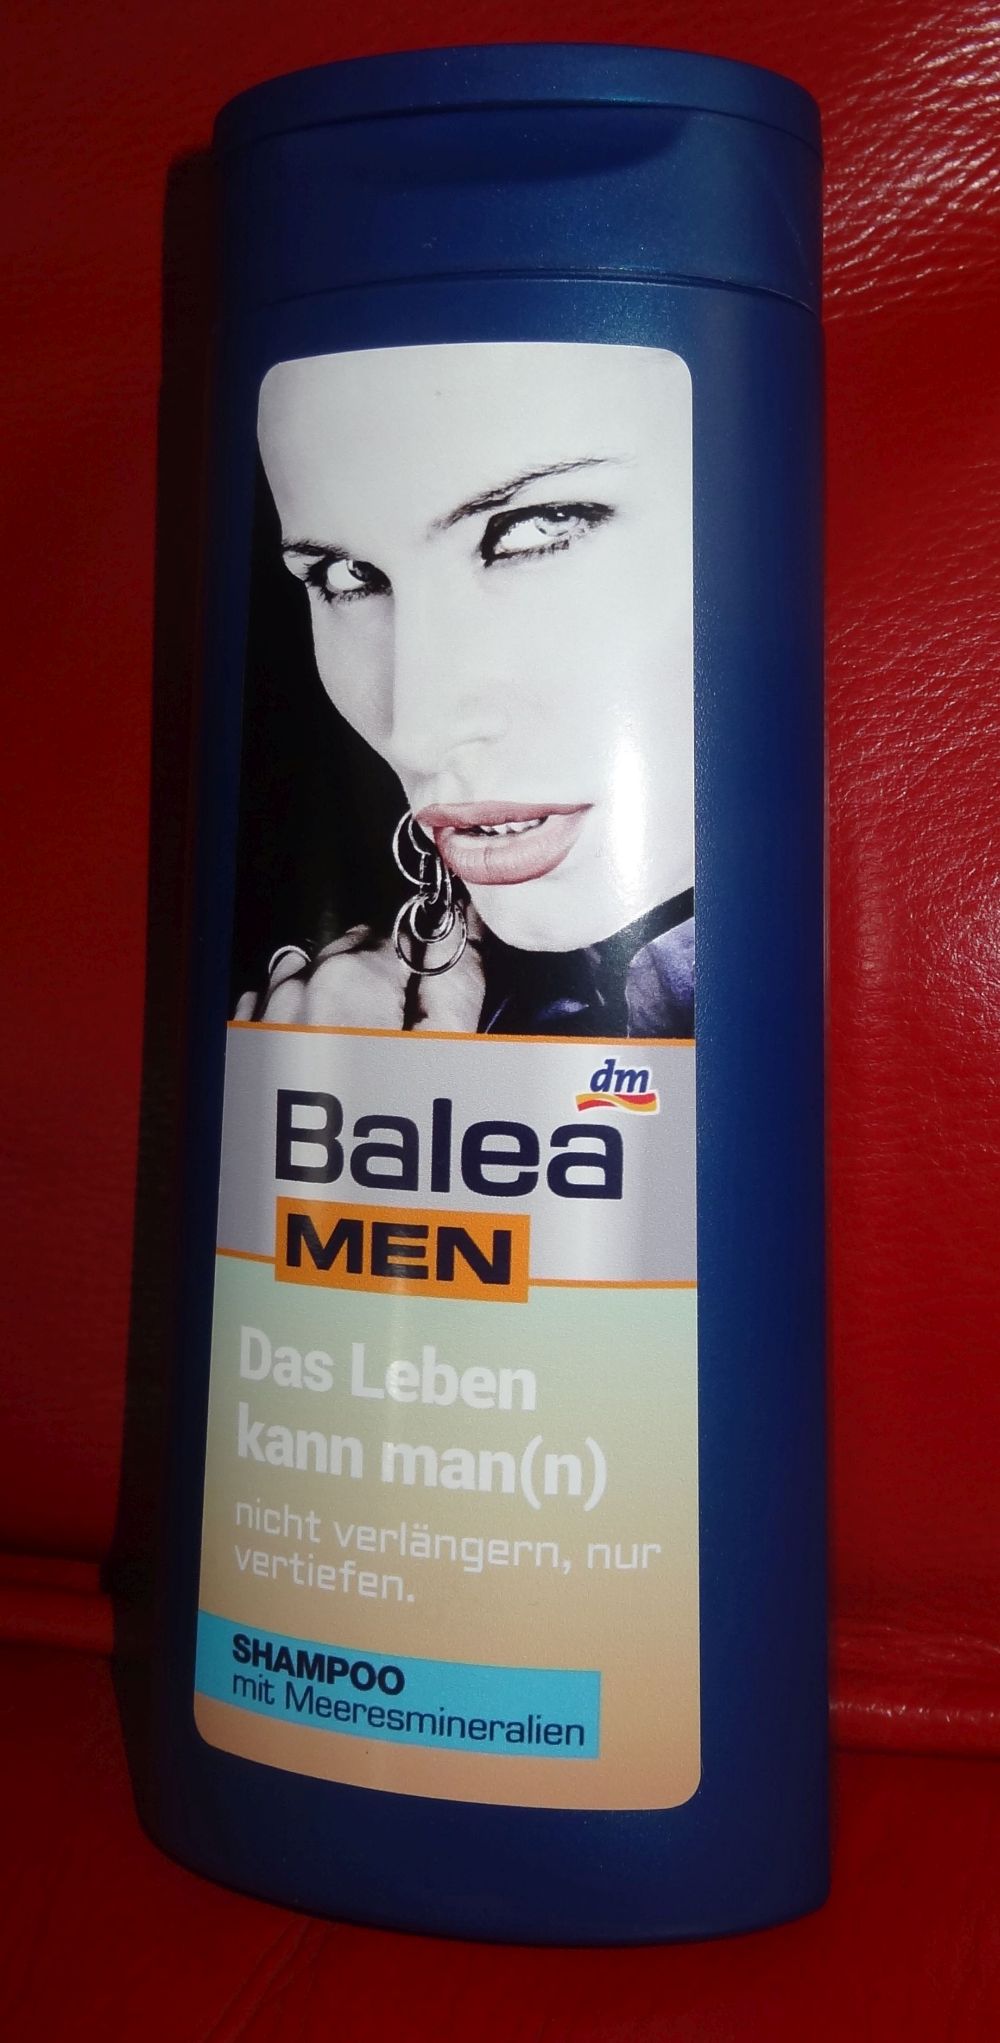 dm
Balea
MEN
Das Leben
kann man(n)
nicht verlängern, nur
vertiefen.
SHAMPOO
mit Meeresmineralien